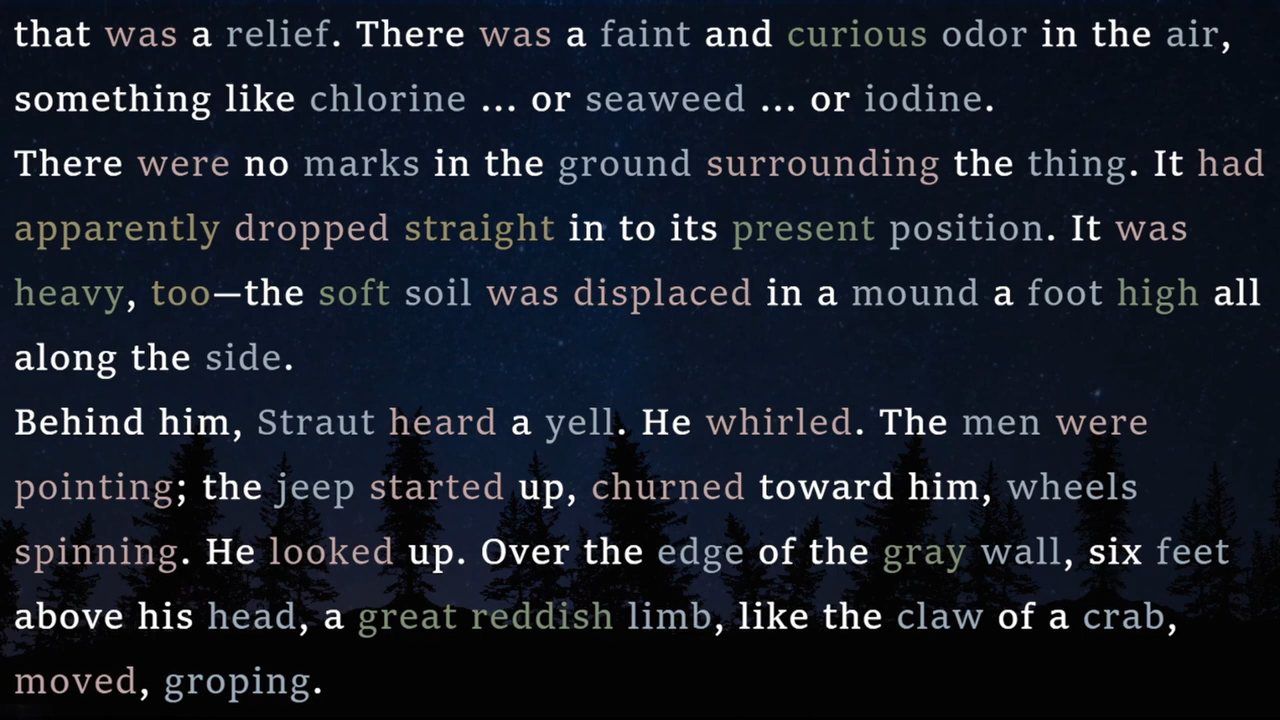 that was a relief. There was a faint and curious odor in the air,
something like chlorine ... or seaweed ... or iodine.
There were no marks in the ground surrounding the thing. It had
apparently dropped straight in to its present position. It was
heavy, too—the soft soil was displaced in a mound a foot high all
along the side.
Behind him, Straut heard a yell. He whirled. The men were
pointing; the jeep started up, churned toward him, wheels
spinning. He looked up. Over the edge of the gray wall, six feet
above his head, a great reddish limb, like the claw of a crab,
moved, groping.